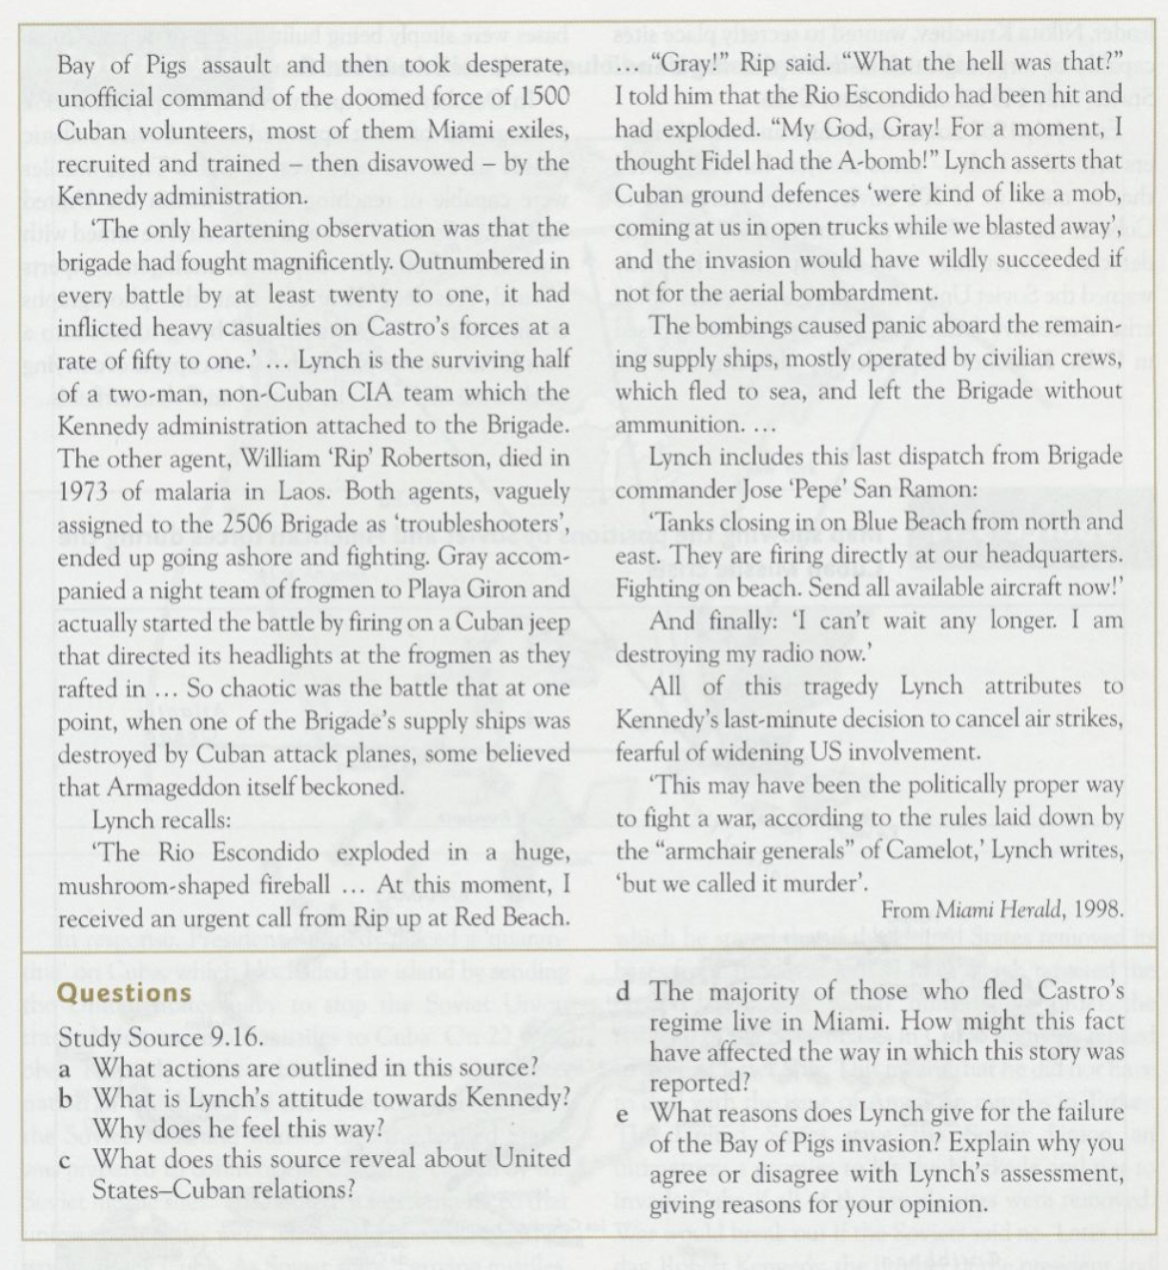 Bay of Pigs assault and then took desperate,
unofficial command of the doomed force of 1500
Cuban volunteers, most of them Miami exiles,
recruited and trained – then disavowed – by the
Kennedy administration.
‘The only heartening observation was that the
brigade had fought magnificently. Outnumbered in
every battle by at least twenty to one, it had
inflicted heavy casualties on Castro’s forces at a
rate of fifty to one.’ … Lynch is the surviving half
of a two-man, non-Cuban CIA team which the
Kennedy administration attached to the Brigade.
The other agent, William ‘Rip’ Robertson, died in
1973 of malaria in Laos. Both agents, vaguely
assigned to the 2506 Brigade as ‘troubleshooters’,
ended up going ashore and fighting. Gray accom-
panied a night team of frogmen to Playa Giron and
actually started the battle by firing on a Cuban jeep
that directed its headlights at the frogmen as they
rafted in … So chaotic was the battle that at one
point, when one of the Brigade’s supply ships was
destroyed by Cuban attack planes, some believed
that Armageddon itself beckoned.
Lynch recalls:
‘The Rio Escondido exploded in a huge,
mushroom-shaped fireball … At this moment, I
received an urgent call from Rip up at Red Beach.
… “Gray!” Rip said. “What the hell was that?”
I told him that the Rio Escondido had been hit and
had exploded. “My God, Gray! For a moment, I
thought Fidel had the A-bomb!” Lynch asserts that
Cuban ground defences ‘were kind of like a mob,
coming at us in open trucks while we blasted away’,
and the invasion would have wildly succeeded if
not for the aerial bombardment.
The bombings caused panic aboard the remain-
ing supply ships, mostly operated by civilian crews,
which fled to sea, and left the Brigade without
ammunition. …
Lynch includes this last dispatch from Brigade
commander Jose ‘Pepe’ San Ramon:
‘Tanks closing in on Blue Beach from north and
east. They are firing directly at our headquarters.
Fighting on beach. Send all available aircraft now!’
And finally: ‘I can’t wait any longer. I am
destroying my radio now.’
All of this tragedy Lynch attributes to
Kennedy’s last-minute decision to cancel air strikes,
fearful of widening US involvement.
‘This may have been the politically proper way
to fight a war, according to the rules laid down by
the “armchair generals” of Camelot,’ Lynch writes,
‘but we called it murder’.
From Miami Herald, 1998.
Questions
Study Source 9.16.
a What actions are outlined in this source?
b What is Lynch’s attitude towards Kennedy?
Why does he feel this way?
c What does this source reveal about United
States–Cuban relations?
d The majority of those who fled Castro’s
regime live in Miami. How might this fact
have affected the way in which this story was
reported?
e What reasons does Lynch give for the failure
of the Bay of Pigs invasion? Explain why you
agree or disagree with Lynch’s assessment,
giving reasons for your opinion.